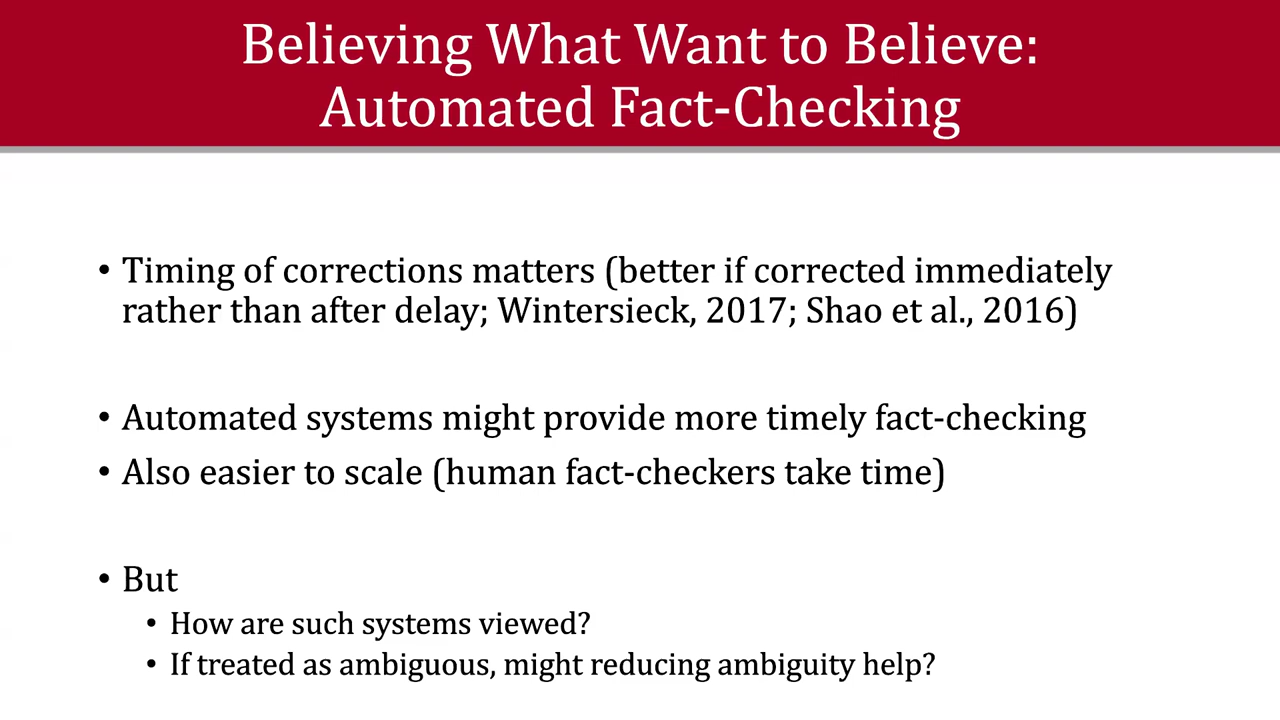 Believing What Want to Believe:
Automated Fact-Checking
• Timing of corrections matters (better if corrected immediately
rather than after delay; Wintersieck, 2017; Shao et al., 2016)
• Automated systems might provide more timely fact-checking
• Also easier to scale (human fact-checkers take time)
• But
• How are such systems viewed?
• If treated as ambiguous, might reducing ambiguity help?